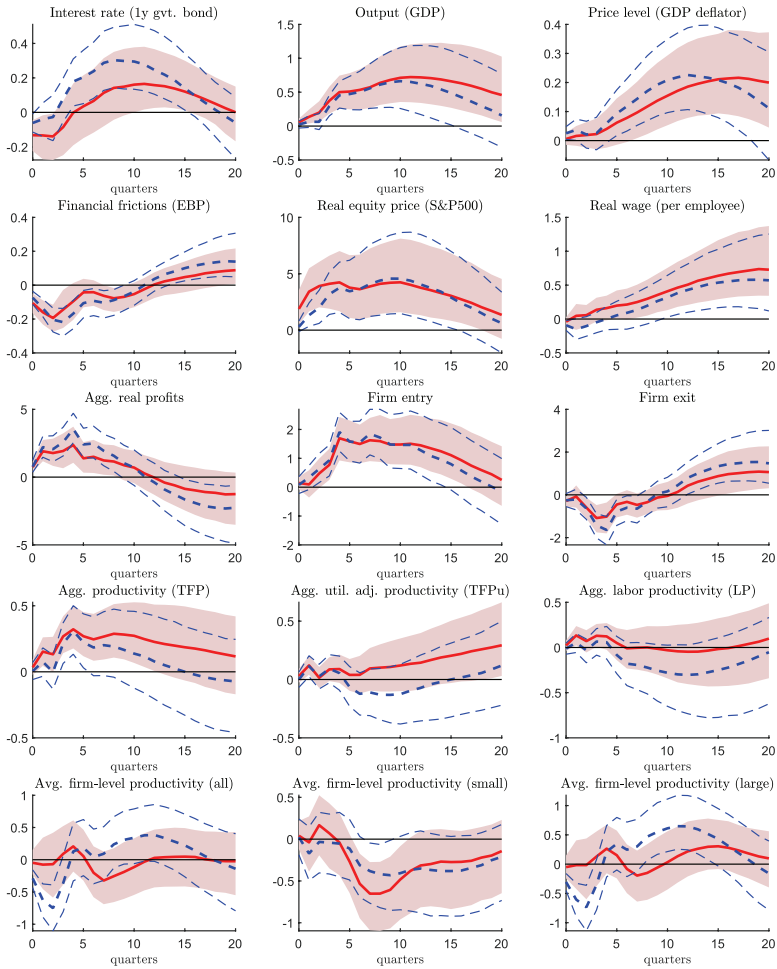 Interest rate (1y gvt. bond)
0.4
0.2
0
-0.2
0 5 10 15 20
quarters
Output (GDP)
1.5
1
0.5
0
-0.5
0 5 10 15 20
quarters
Price level (GDP deflator)
0.4
0.3
0.2
0.1
0
0 5 10 15 20
quarters
Financial frictions (EBP)
0.4
0.2
0
-0.2
-0.4
0 5 10 15 20
quarters
Real equity price (S&P500)
10
5
0
0 5 10 15 20
quarters
Real wage (per employee)
1.5
1
0.5
0
-0.5
0 5 10 15 20
quarters
Agg. real profits
5
0
-5
0 5 10 15 20
quarters
Firm entry
2
1
0
-1
-2
0 5 10 15 20
quarters
Firm exit
4
2
0
-2
0 5 10 15 20
quarters
Agg. productivity (TFP)
0.5
0
-0.5
0 5 10 15 20
quarters
Agg. util. adj. productivity (TFPu)
0.5
0
-0.5
0 5 10 15 20
quarters
Agg. labor productivity (LP)
0.5
0
-0.5
-1
0 5 10 15 20
quarters
Avg. firm-level productivity (all)
1
0.5
0
-0.5
-1
0 5 10 15 20
quarters
Avg. firm-level productivity (small)
0.5
0
-0.5
-1
0 5 10 15 20
quarters
Avg. firm-level productivity (large)
1
0.5
0
-0.5
-1
0 5 10 15 20
quarters